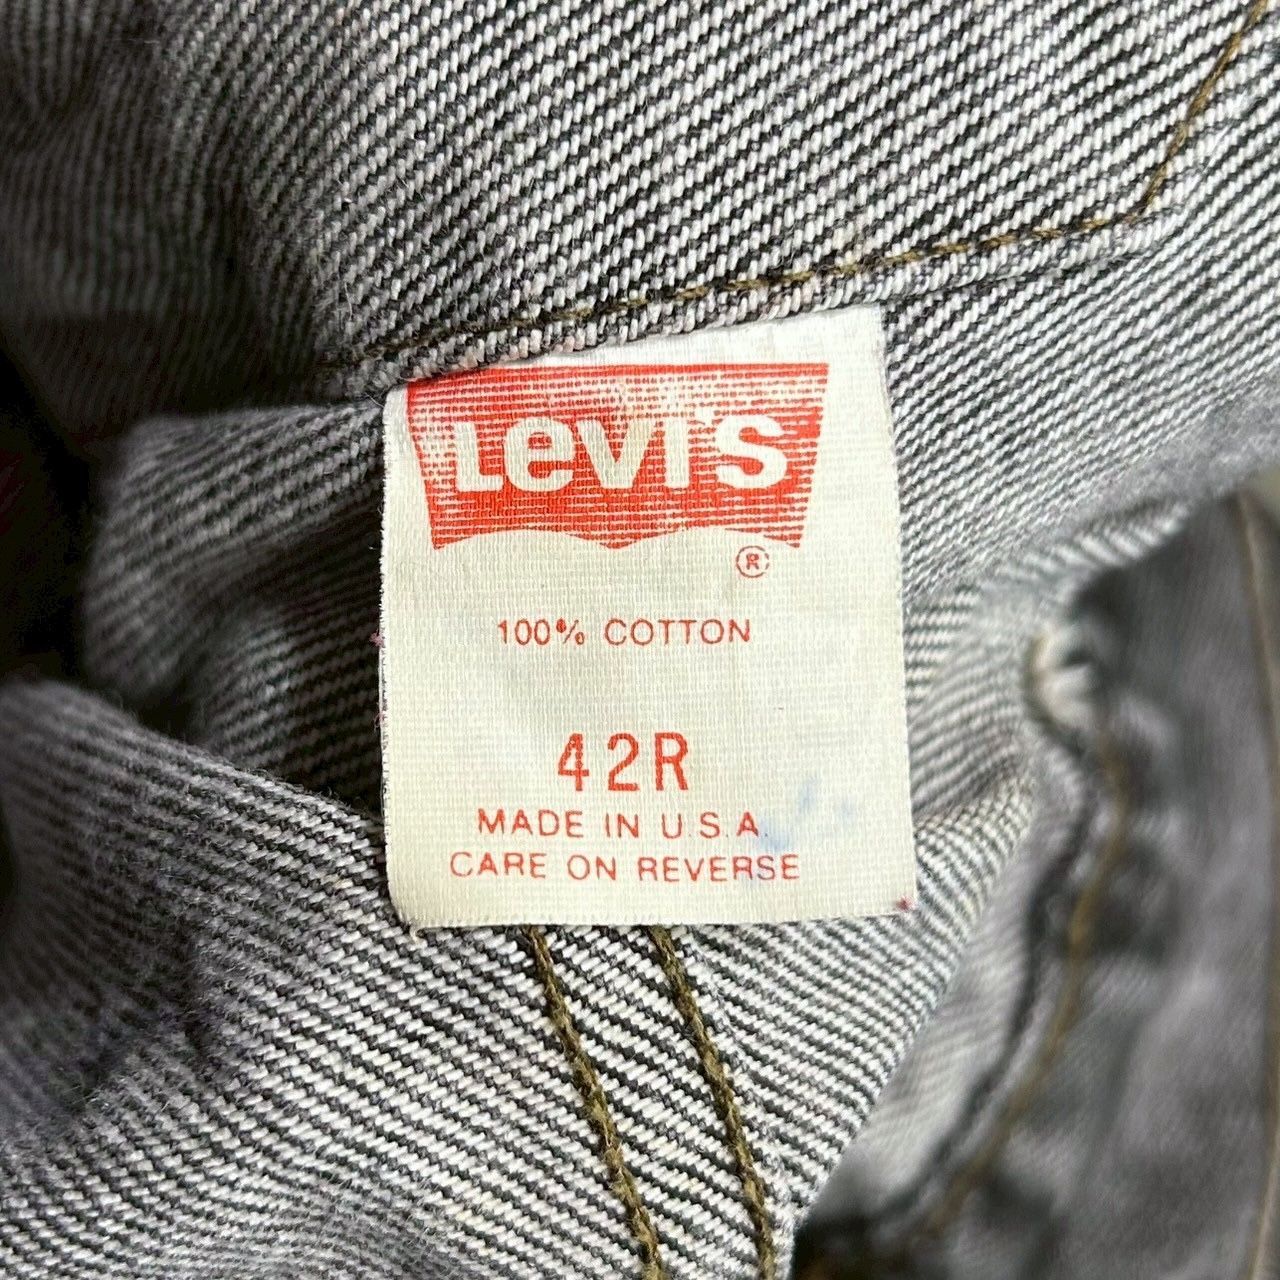 Levi's
®
100% COTTON
42R
MADE IN U.S.A.
CARE ON REVERSE